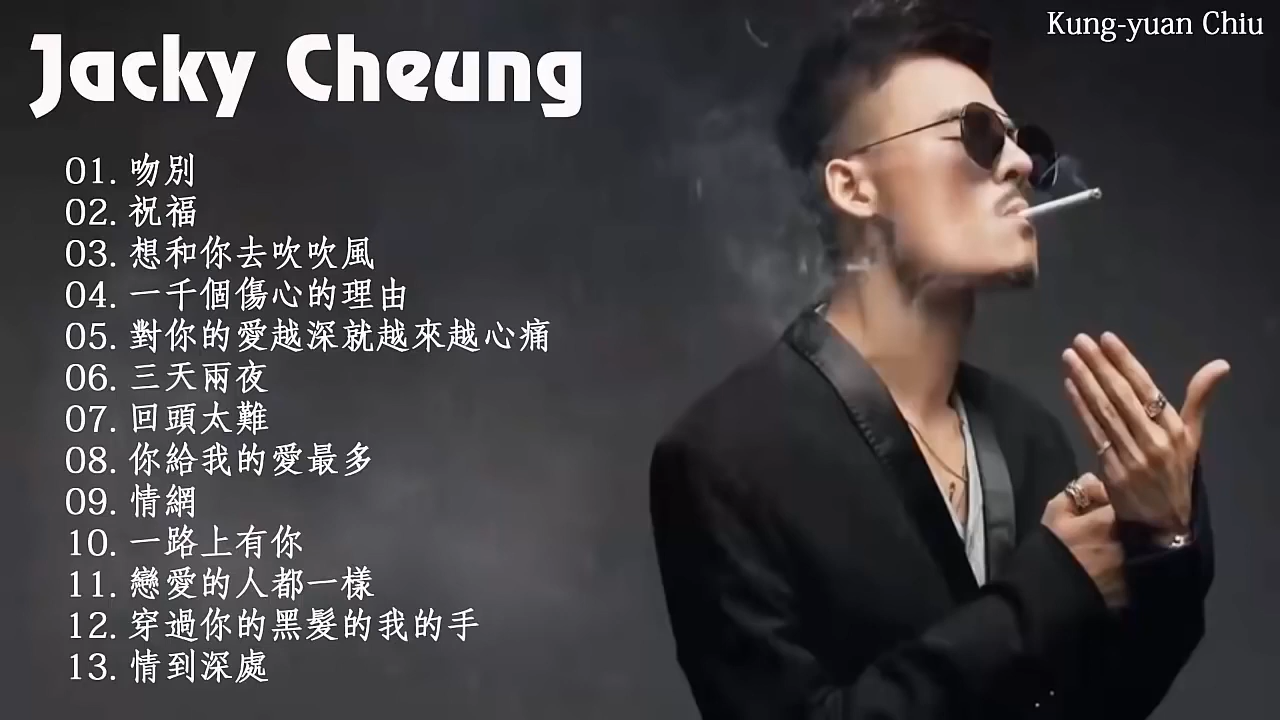 Kung-yuan Chiu
Jacky Cheung
01. 吻別
02. 祝福
03. 想和你去吹吹風
04. 一千個傷心的理由
05. 對你的愛越深就越來越心痛
06. 三天兩夜
07. 回頭太難
08. 你給我的愛最多
09. 情網
10. 一路上有你
11. 戀愛的人都一樣
12. 穿過你的黑髮的我的手
13. 情到深處